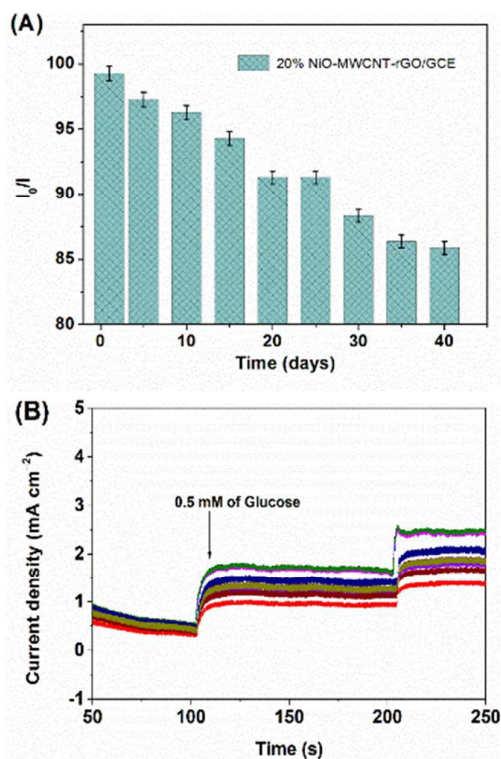 (A)
100
95
90
85
80
I₀/I
20% NiO-MWCNT-rGO/GCE
0 10 20 30 40
Time (days)
(B)
5
4
3
2
1
0
-1
Current density (mA cm⁻²)
0.5 mM of Glucose
50 100 150 200 250
Time (s)